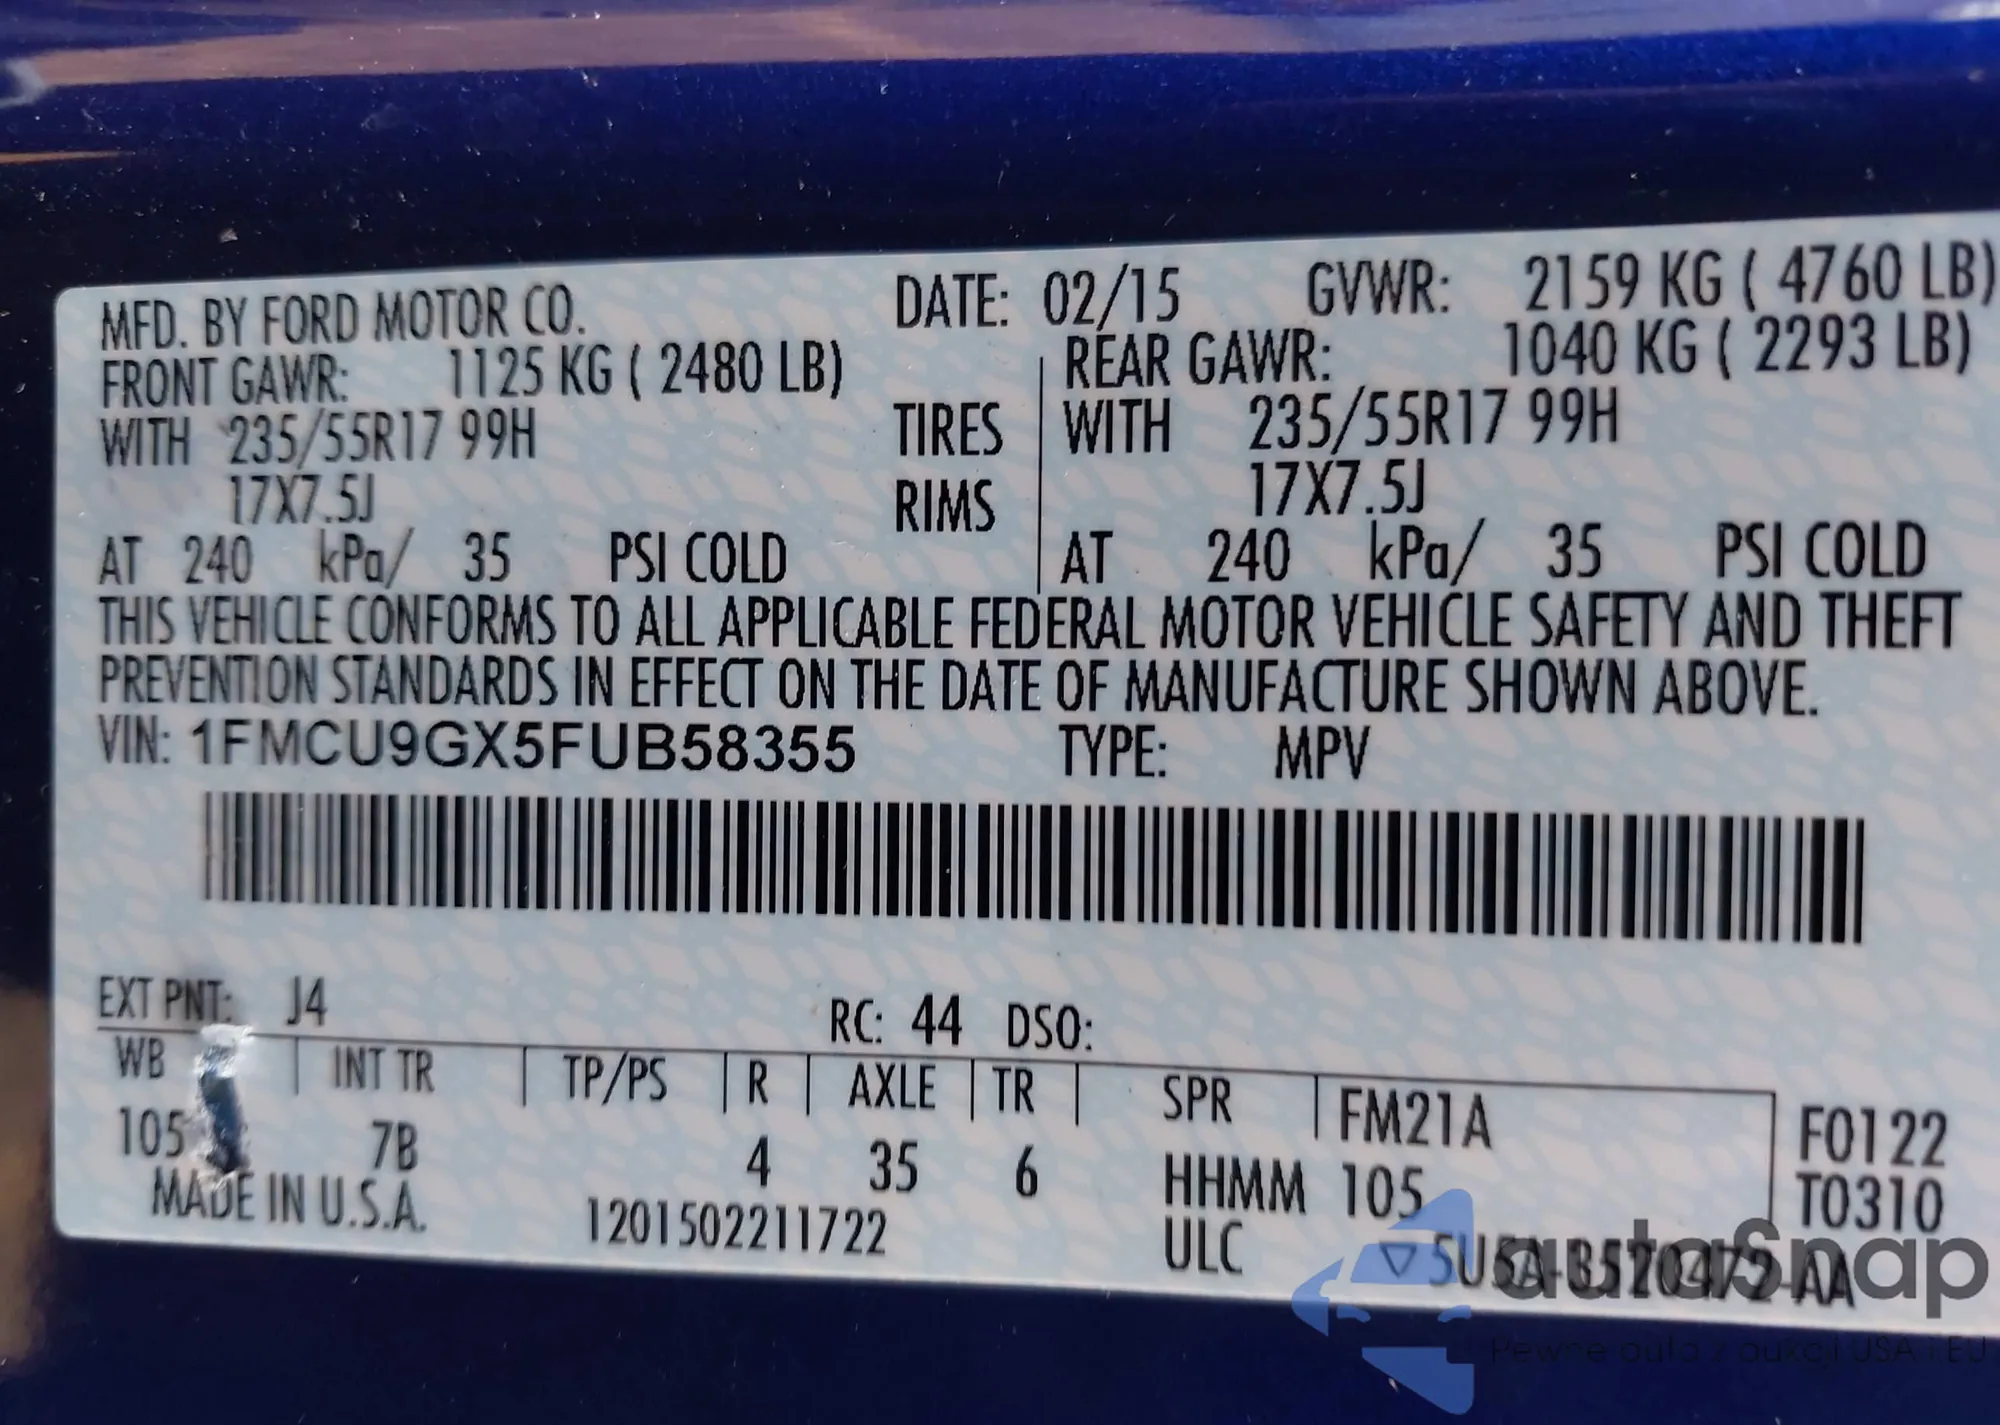 MFD. BY FORD MOTOR CO. DATE: 02/15 GVWR: 2159 KG ( 4760 LB)
FRONT GAWR: 1125 KG ( 2480 LB) REAR GAWR: 1040 KG ( 2293 LB)
WITH 235/55R17 99H TIRES WITH 235/55R17 99H
17X7.5J RIMS 17X7.5J
AT 240 kPa/ 35 PSI COLD AT 240 kPa/ 35 PSI COLD
THIS VEHICLE CONFORMS TO ALL APPLICABLE FEDERAL MOTOR VEHICLE SAFETY AND THEFT
PREVENTION STANDARDS IN EFFECT ON THE DATE OF MANUFACTURE SHOWN ABOVE.
VIN: 1FMCU9GX5FUB58355 TYPE: MPV
EXT PNT: J4 RC: 44 DSO:
WB INT TR TP/PS R AXLE TR SPR FM21A F0122
105 7B 4 35 6 HHMM 105 T0310
MADE IN U.S.A. 1201502211722 ULC
autoSnap
Pewne auto z aukcji USA i EU